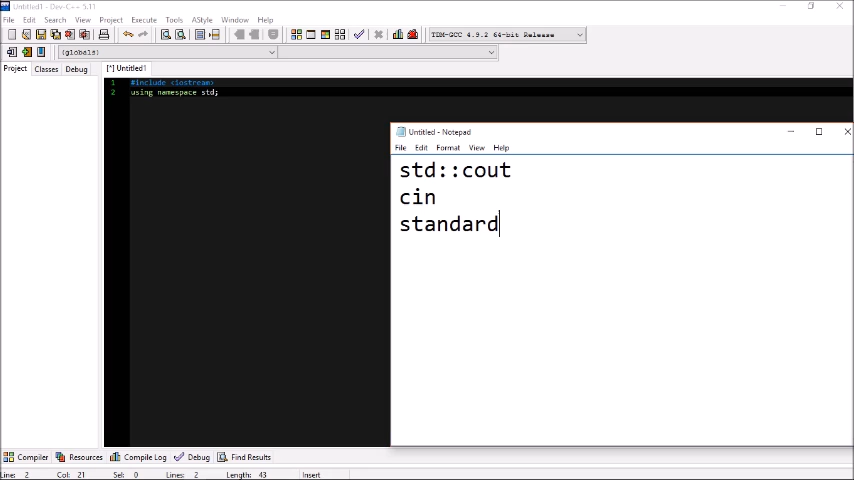 Untitled1 - Dev-C++ 5.11
File Edit Search View Project Execute Tools AStyle Window Help
TDM-GCC 4.9.2 64-bit Release
(globals)
Project Classes Debug
[*] Untitled1
1 #include <iostream>
2 using namespace std;
Untitled - Notepad
File Edit Format View Help
std::cout
cin
standard
Compiler Resources Compile Log Debug Find Results
Line: 2 Col: 21 Sel: 0 Lines: 2 Length: 43 Insert